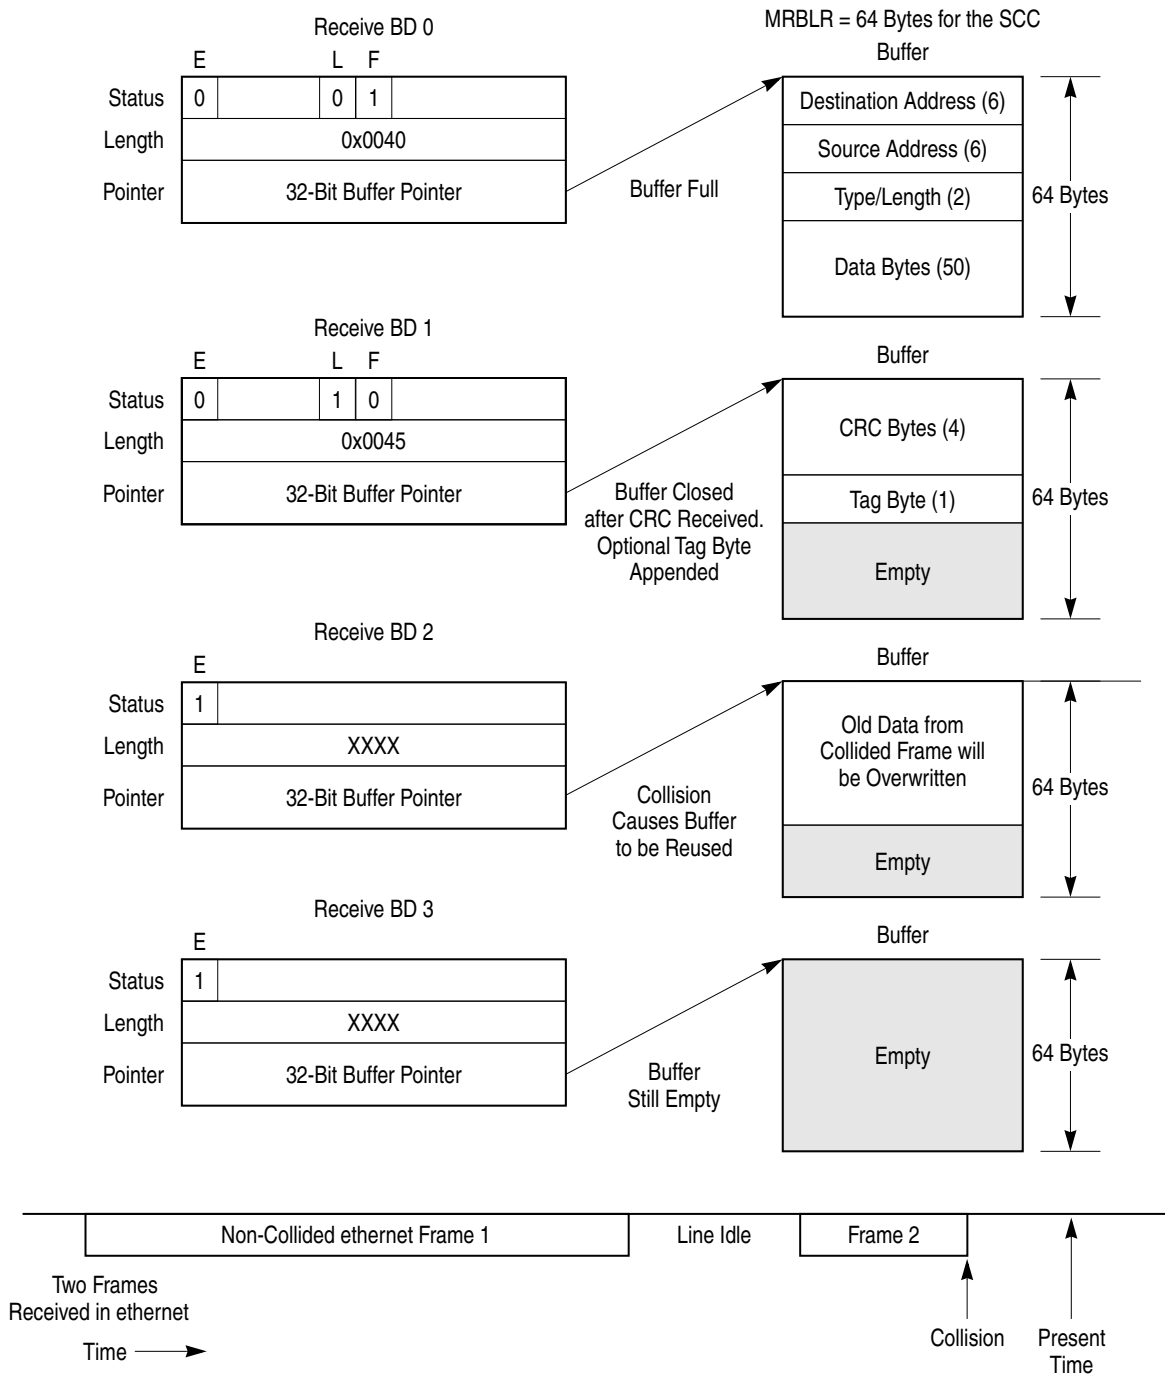 MRBLR = 64 Bytes for the SCC
Receive BD 0
Buffer
E L F
Status 0 0 1
Length 0x0040
Pointer 32-Bit Buffer Pointer
Buffer Full
Destination Address (6)
Source Address (6)
Type/Length (2)
Data Bytes (50)
64 Bytes
Receive BD 1
Buffer
E L F
Status 0 1 0
Length 0x0045
Pointer 32-Bit Buffer Pointer
Buffer Closed
after CRC Received.
Optional Tag Byte
Appended
CRC Bytes (4)
Tag Byte (1)
Empty
64 Bytes
Receive BD 2
Buffer
E
Status 1
Length XXXX
Pointer 32-Bit Buffer Pointer
Collision
Causes Buffer
to be Reused
Old Data from
Collided Frame will
be Overwritten
Empty
64 Bytes
Receive BD 3
Buffer
E
Status 1
Length XXXX
Pointer 32-Bit Buffer Pointer
Buffer
Still Empty
Empty
64 Bytes
Non-Collided ethernet Frame 1
Line Idle
Frame 2
Two Frames
Received in ethernet
Time
Collision
Present
Time